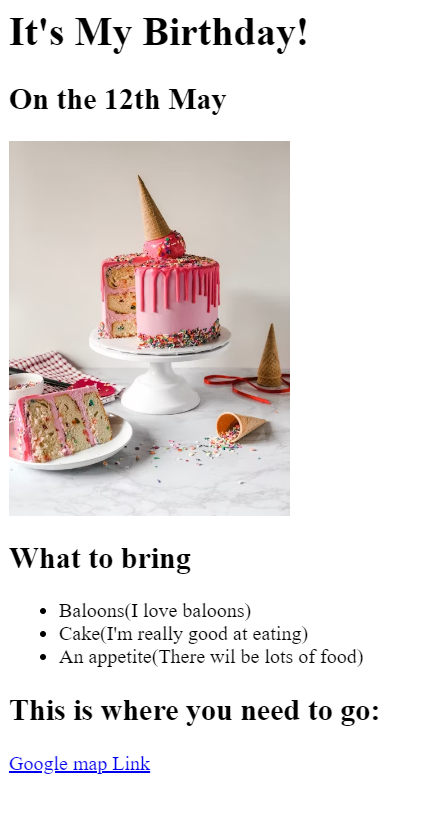 It's My Birthday!
On the 12th May
What to bring
Baloons(I love baloons)
Cake(I'm really good at eating)
An appetite(There wil be lots of food)
This is where you need to go:
Google map Link